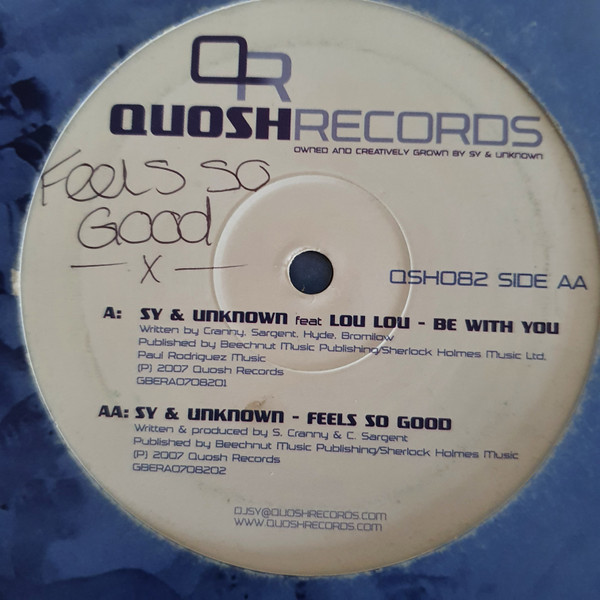 QR
QUOSHRECORDS
OWNED AND CREATIVELY GROWN BY SY & UNKNOWN
FEELS SO
GOOD
— X —
QSH082 SIDE AA
A: SY & UNKNOWN feat LOU LOU - BE WITH YOU
Written by Cranny, Sargent, Hyde, Bromilow
Published by Beechnut Music Publishing/Sherlock Holmes Music Ltd.
Paul Rodriguez Music
(P) 2007 Quosh Records
GBERA0708201
AA: SY & UNKNOWN - FEELS SO GOOD
Written & produced by S. Cranny & C. Sargent
Published by Beechnut Music Publishing/Sherlock Holmes Music
(P) 2007 Quosh Records
GBERA0708202
DJSY@QUOSHRECORDS.COM
WWW.QUOSHRECORDS.COM